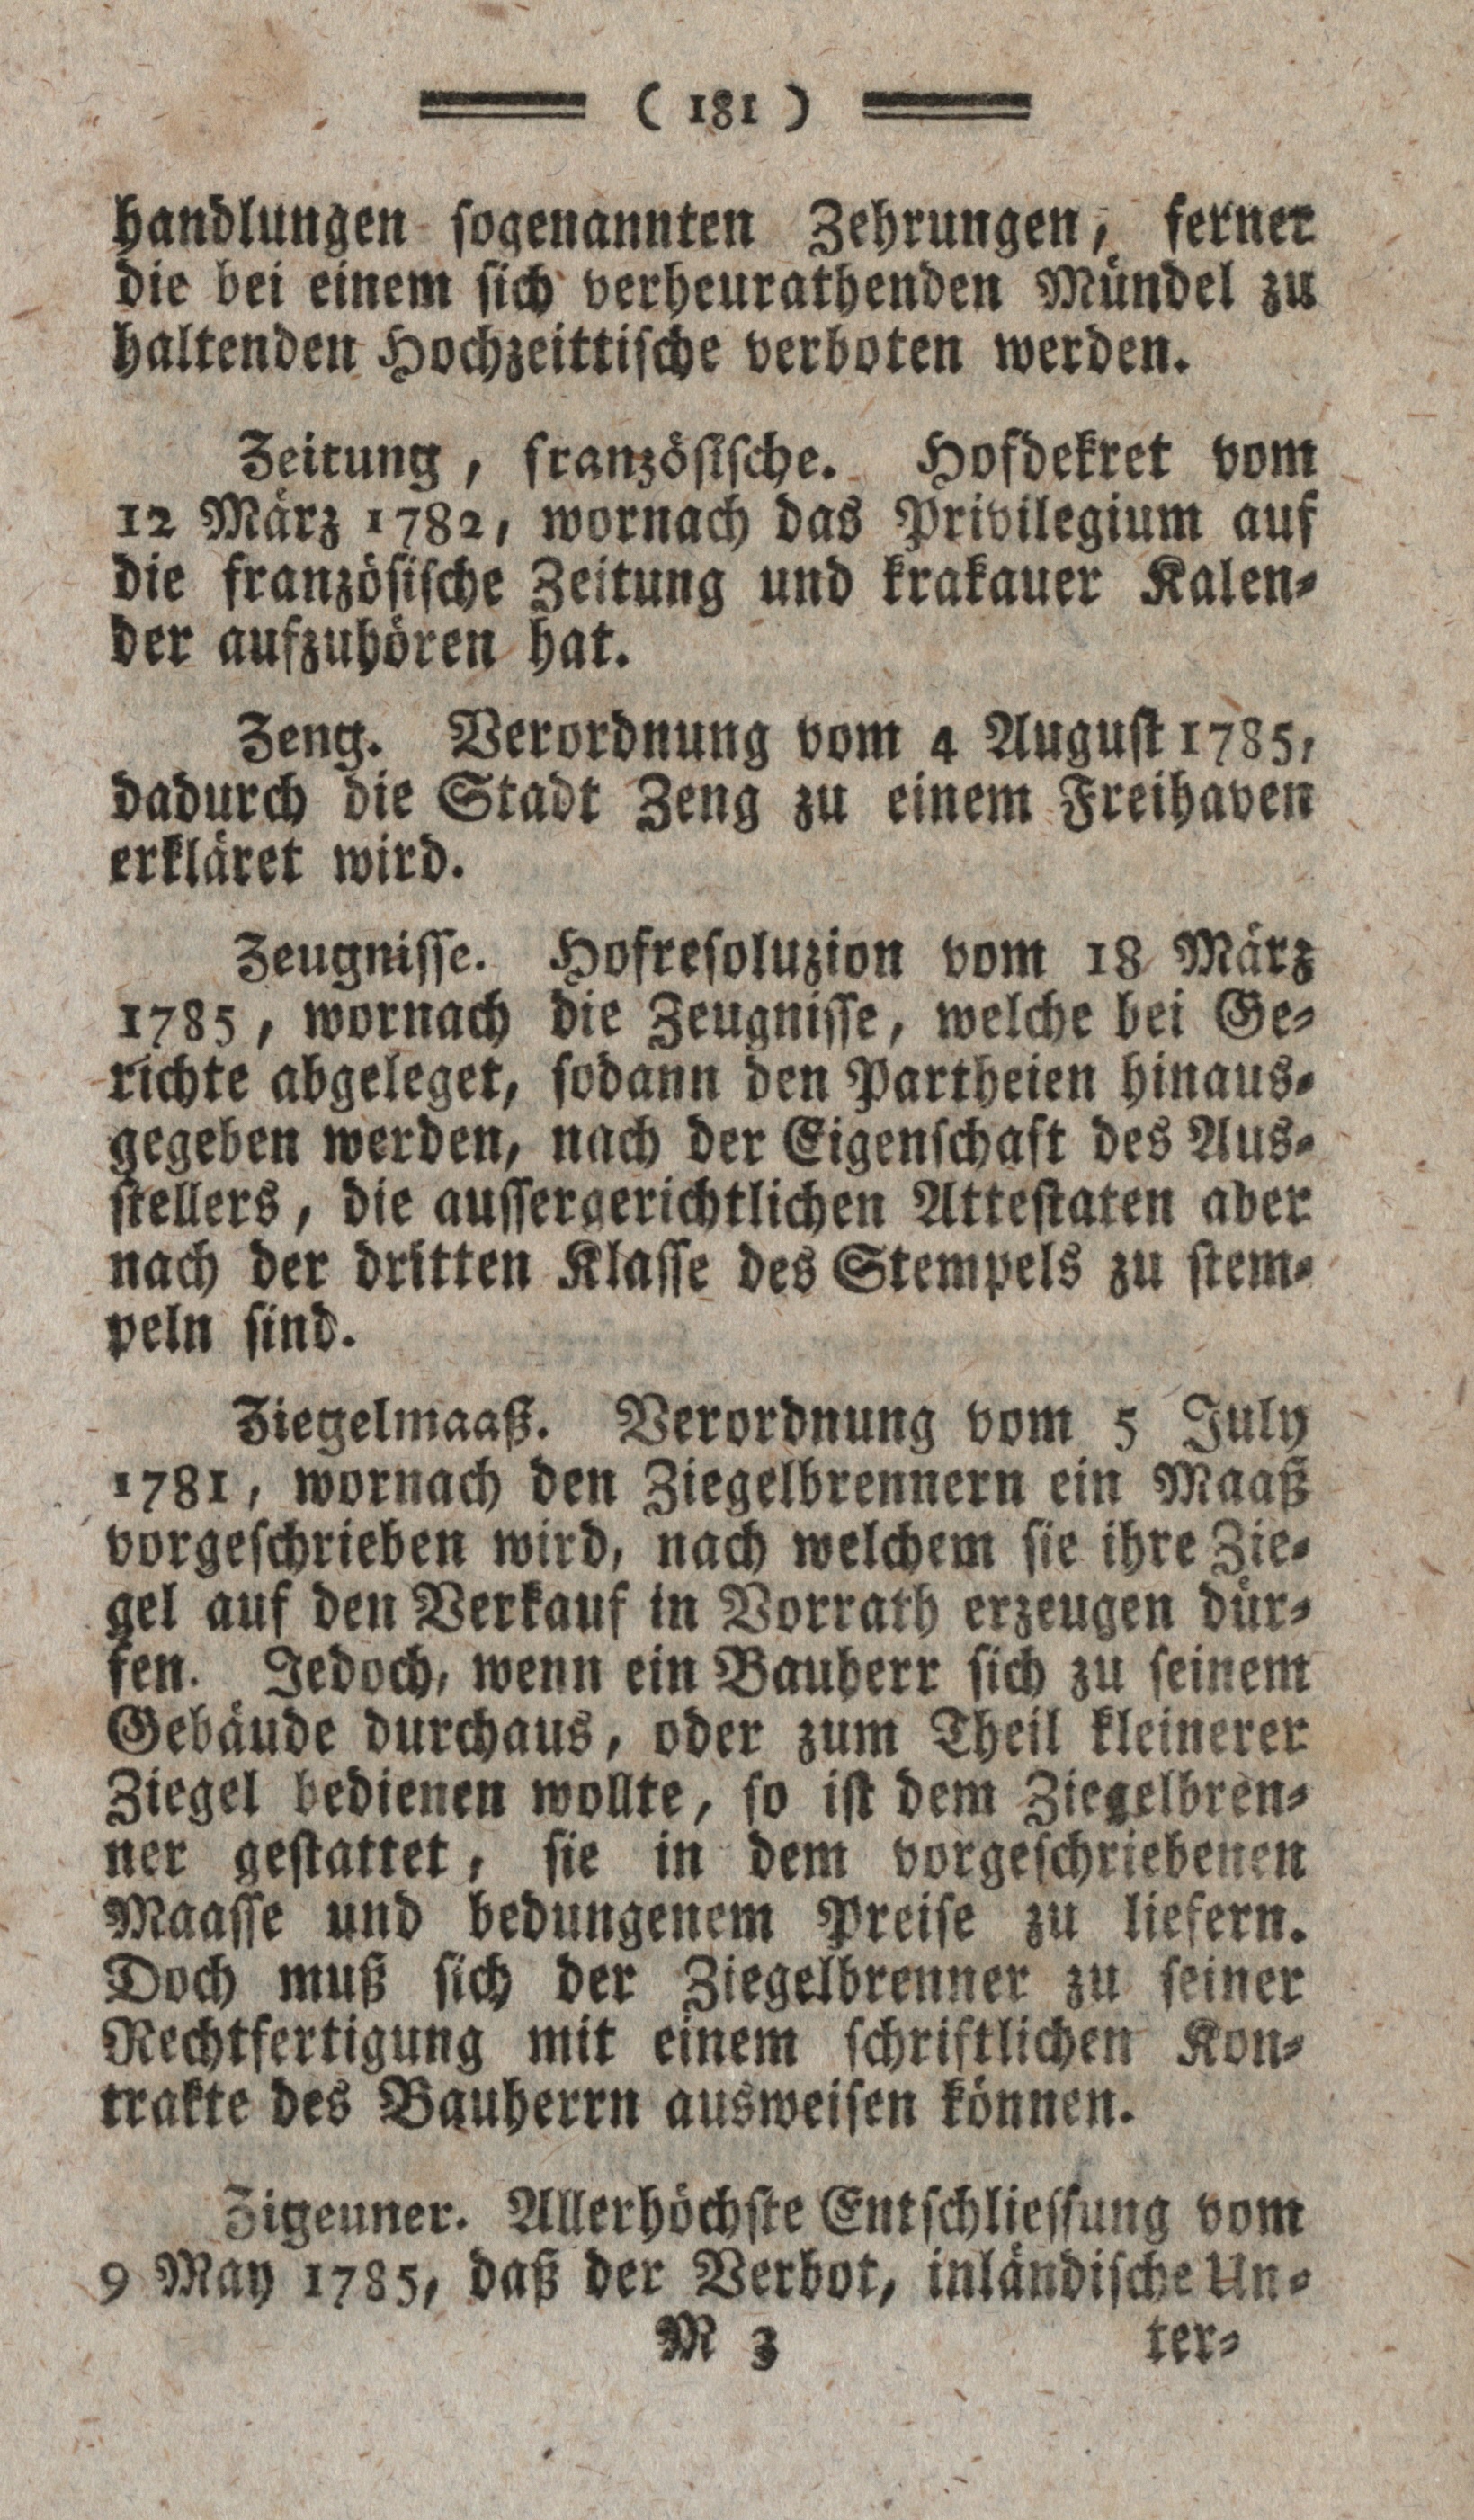 ( 181 )
handlungen sogenannten Zehrungen, ferner
die bei einem sich verheurathenden Mündel zu
haltenden Hochzeittische verboten werden.
Zeitung, französische. Hofdekret vom
12 März 1782, wornach das Privilegium auf
die französische Zeitung und krakauer Kalen-
der aufzuhören hat.
Zeng. Verordnung vom 4 August 1785,
dadurch die Stadt Zeng zu einem Freihaven
erkläret wird.
Zeugnisse. Hofresoluzion vom 18 März
1785, wornach die Zeugnisse, welche bei Ge-
richte abgeleget, sodann den Partheien hinaus-
gegeben werden, nach der Eigenschaft des Aus-
stellers, die aussergerichtlichen Attestaten aber
nach der dritten Klasse des Stempels zu stem-
peln sind.
Ziegelmaaß. Verordnung vom 5 July
1781, wornach den Ziegelbrennern ein Maaß
vorgeschrieben wird, nach welchem sie ihre Zie-
gel auf den Verkauf in Vorrath erzeugen dür-
fen. Jedoch, wenn ein Bauherr sich zu seinem
Gebäude durchaus, oder zum Theil kleinerer
Ziegel bedienen wollte, so ist dem Ziegelbren-
ner gestattet, sie in dem vorgeschriebenen
Maasse und bedungenem Preise zu liefern.
Doch muß sich der Ziegelbrenner zu seiner
Rechtfertigung mit einem schriftlichen Kon-
trakte des Bauherrn ausweisen können.
Zigeuner. Allerhöchste Entschliessung vom
9 May 1785, daß der Verbot, inländische Un-
M 3 ter-